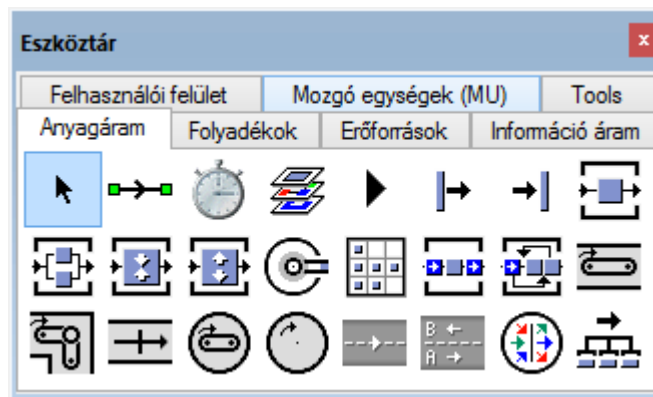 Eszköztár
x
Felhasználói felület Mozgó egységek (MU) Tools
Anyagáram Folyadékok Erőforrások Információ áram
B
A